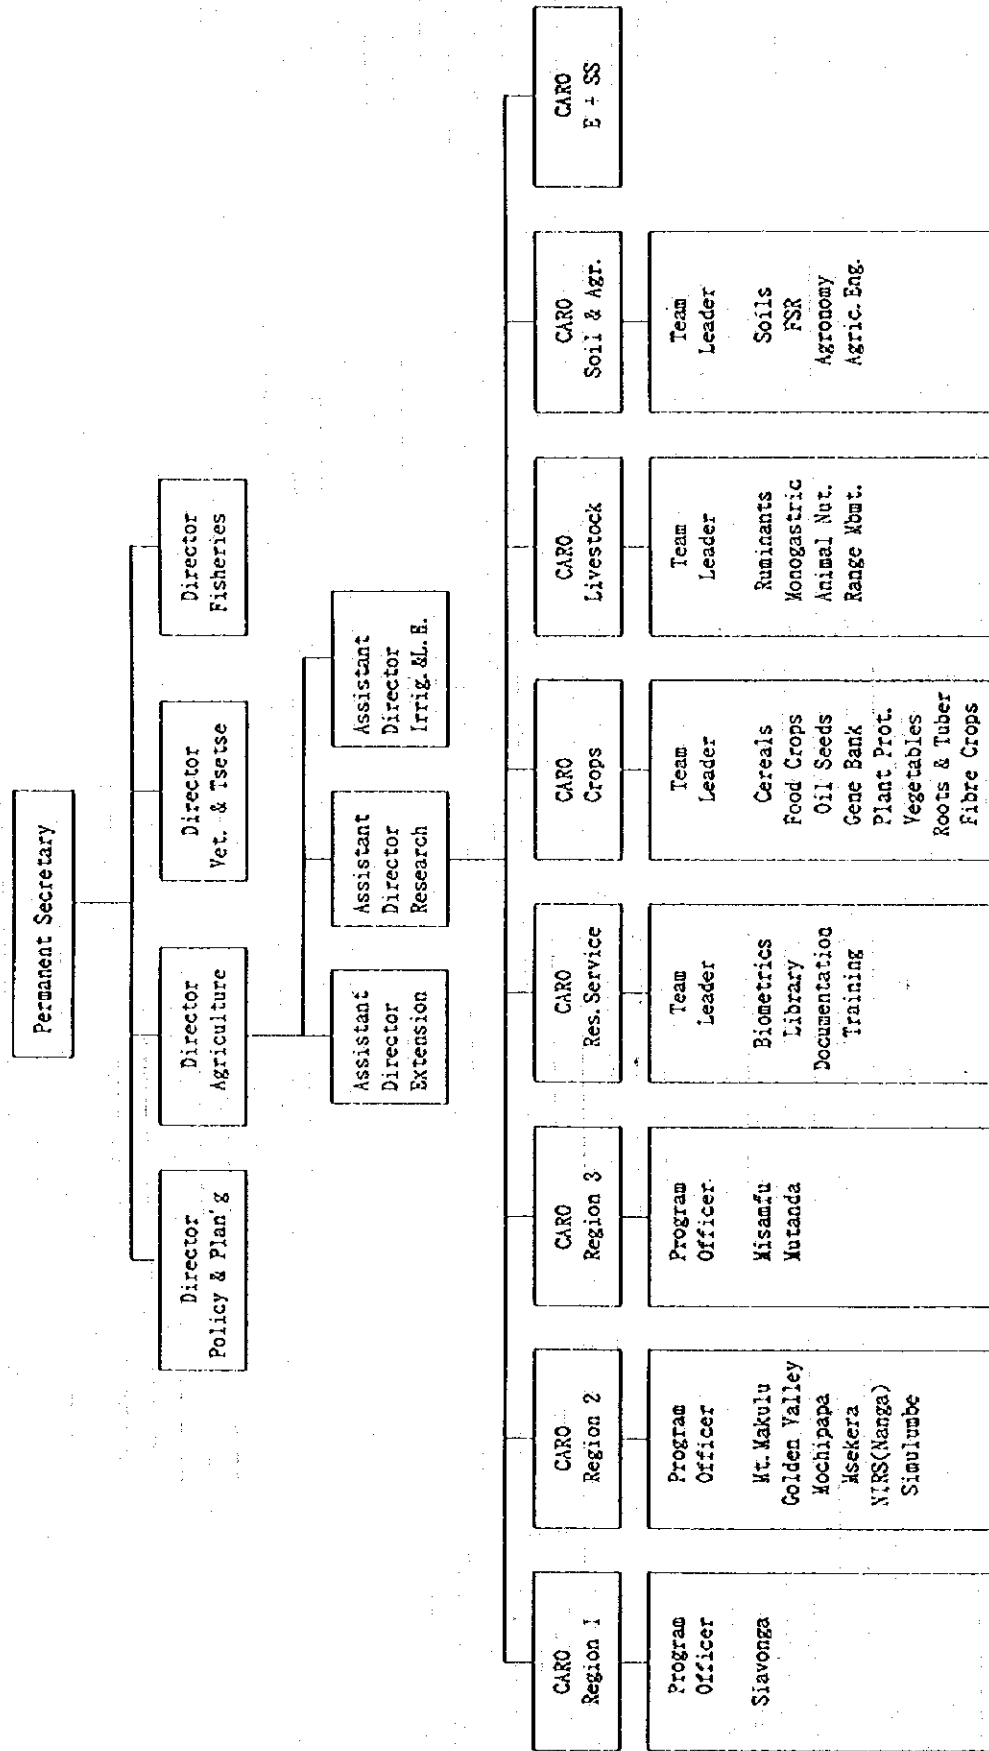 Permanent Secretary
Director
Policy & Plan'g
Director
Agriculture
Director
Vet. & Tsetse
Director
Fisheries
Assistant
Director
Extension
Assistant
Director
Research
Assistant
Director
Irrig.&L.H.
CARO
Region 1
CARO
Region 2
CARO
Region 3
CARO
Res.Service
CARO
Crops
CARO
Livestock
CARO
Soil & Agr.
CARO
E + SS
Program
Officer
Siavonga
Program
Officer
Mt.Makulu
Golden Valley
Mochipapa
Msekera
NIRS(Nanga)
Simulumbe
Program
Officer
Misamfu
Mutanda
Team
Leader
Biometrics
Library
Documentation
Training
Team
Leader
Cereals
Food Crops
Oil Seeds
Gene Bank
Plant Prot.
Vegetables
Roots & Tuber
Fibre Crops
Team
Leader
Ruminants
Monogastric
Animal Nut.
Range Mbmt.
Team
Leader
Soils
FSR
Agronomy
Agric.Eng.